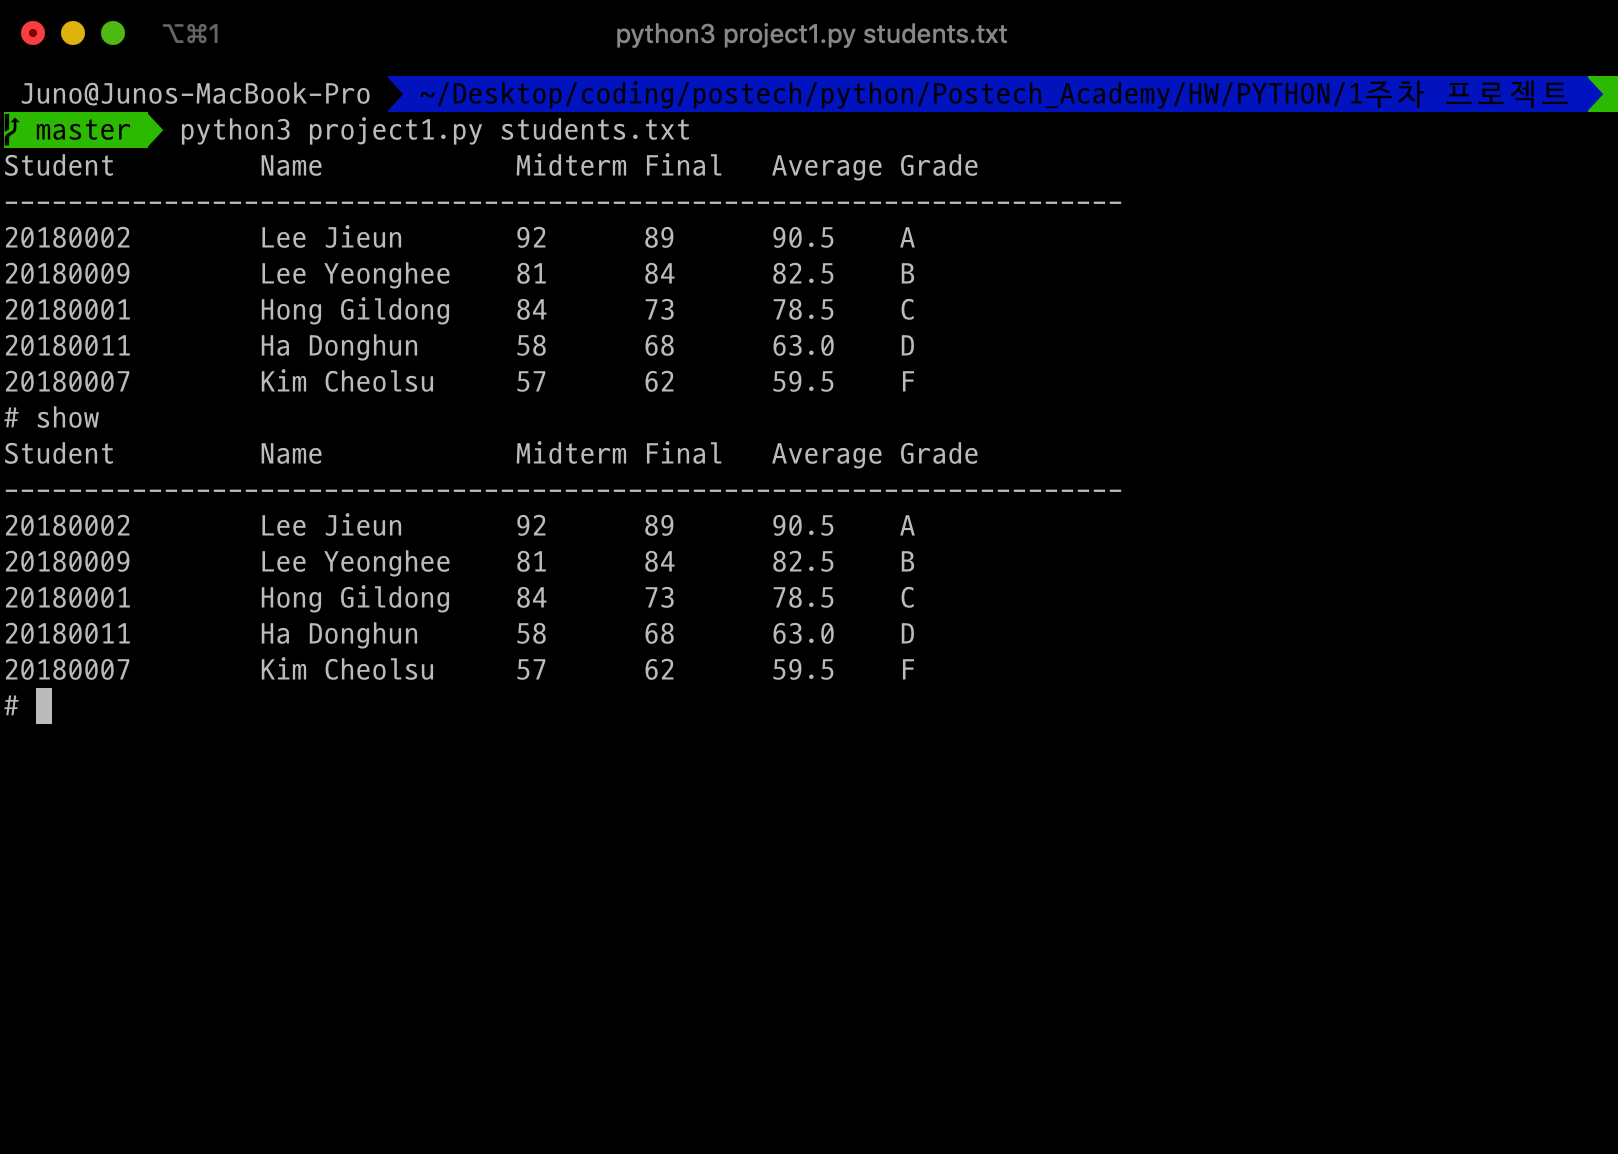 ⌥⌘1 python3 project1.py students.txt
Juno@Junos-MacBook-Pro ~/Desktop/coding/postech/python/Postech_Academy/HW/PYTHON/1주차 프로젝트
master python3 project1.py students.txt
Student Name Midterm Final Average Grade
----------------------------------------------------------------------
20180002 Lee Jieun 92 89 90.5 A
20180009 Lee Yeonghee 81 84 82.5 B
20180001 Hong Gildong 84 73 78.5 C
20180011 Ha Donghun 58 68 63.0 D
20180007 Kim Cheolsu 57 62 59.5 F
# show
Student Name Midterm Final Average Grade
----------------------------------------------------------------------
20180002 Lee Jieun 92 89 90.5 A
20180009 Lee Yeonghee 81 84 82.5 B
20180001 Hong Gildong 84 73 78.5 C
20180011 Ha Donghun 58 68 63.0 D
20180007 Kim Cheolsu 57 62 59.5 F
#